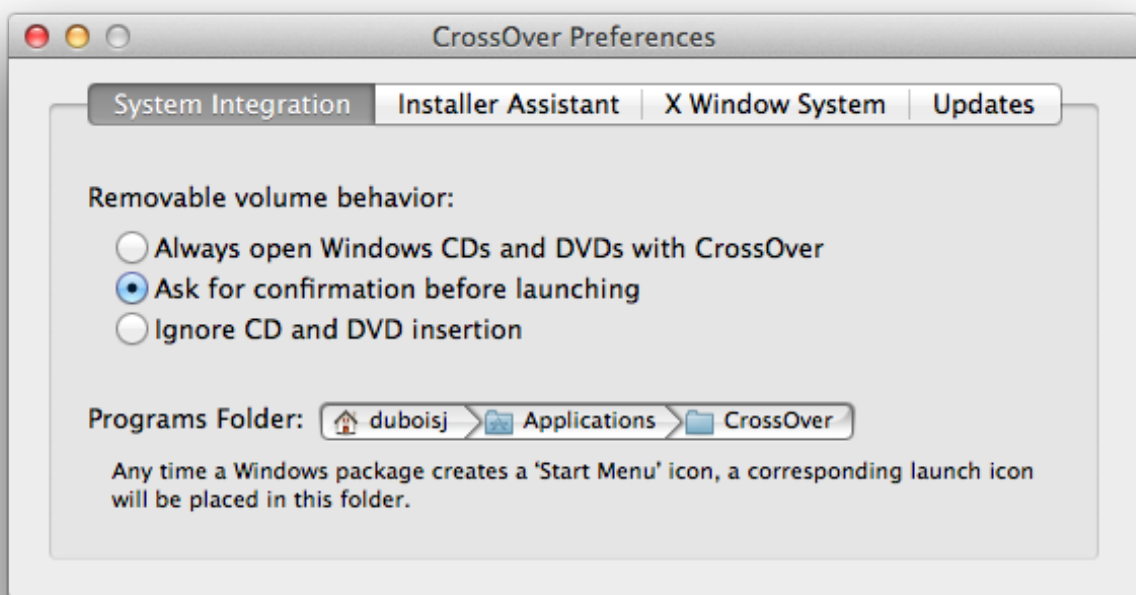 CrossOver Preferences
System Integration Installer Assistant X Window System Updates
Removable volume behavior:
Always open Windows CDs and DVDs with CrossOver
Ask for confirmation before launching
Ignore CD and DVD insertion
Programs Folder: duboisj Applications CrossOver
Any time a Windows package creates a ‘Start Menu’ icon, a corresponding launch icon
will be placed in this folder.